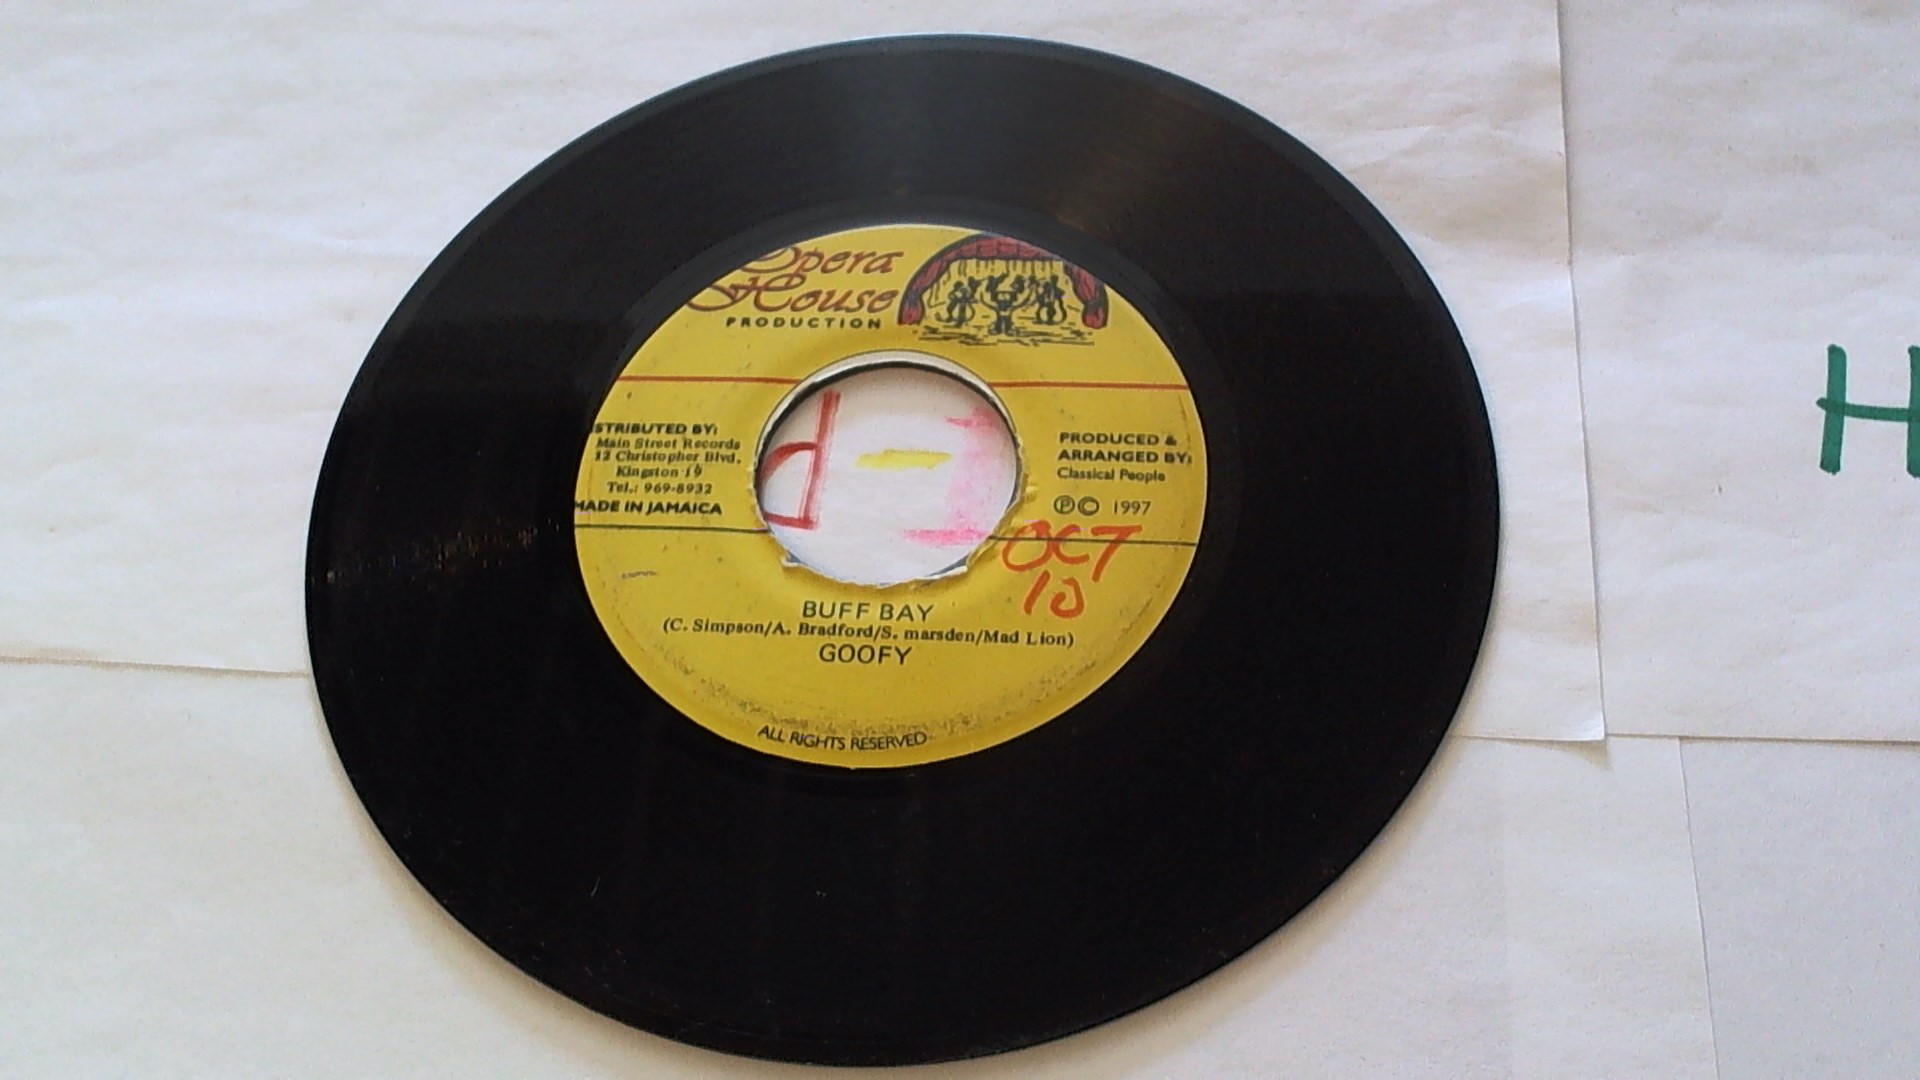 Opera
House
PRODUCTION
STRIBUTED BY:
Main Street Records
12 Christopher Blvd.
Kingston 19
Tel.: 969-8932
MADE IN JAMAICA
PRODUCED &
ARRANGED BY:
Classical People
Ⓟ© 1997
OCT
10
BUFF BAY
(C. Simpson/A. Bradford/S. marsden/Mad Lion)
GOOFY
ALL RIGHTS RESERVED
H